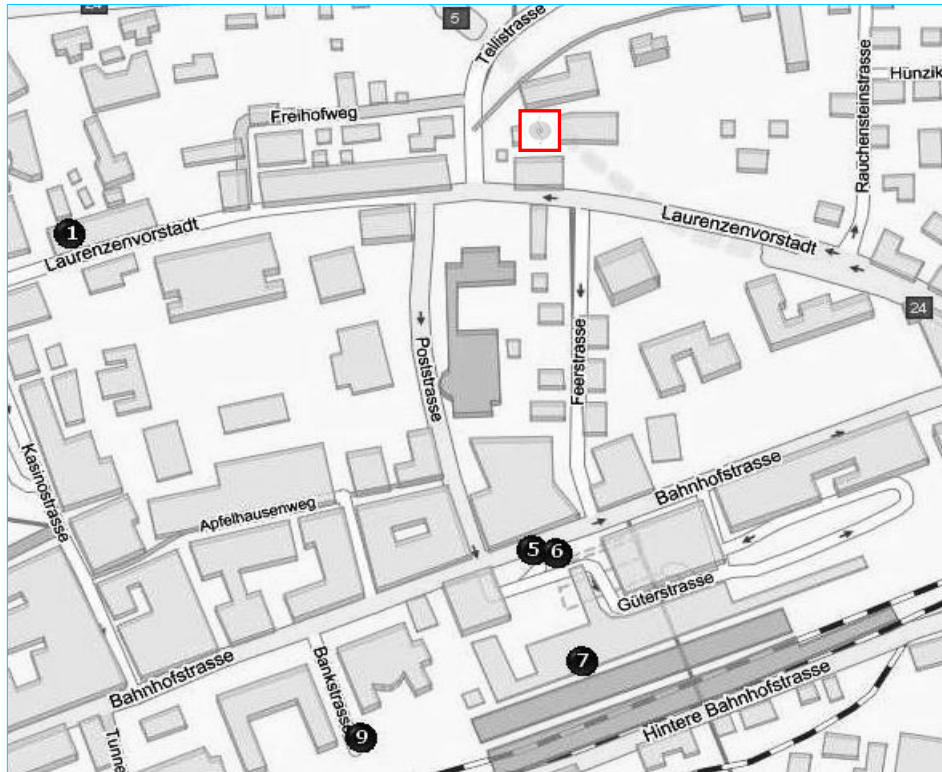 24
5
Tellistrasse
Rauchensteinstrasse
Hünzik
Freihofweg
1
Laurenzenvorstadt
Laurenzenvorstadt
24
Poststrasse
Feerstrasse
Kasinostrasse
Bahnhofstrasse
Apfelhausenweg
5
6
Güterstrasse
7
Bahnhofstrasse
Bankstrasse
Hintere Bahnhofstrasse
9
Tunne